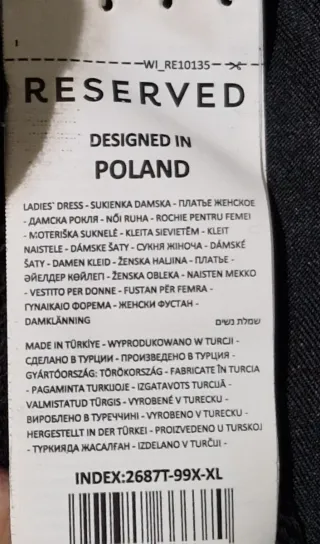 WI_RE10135
RESERVED
DESIGNED IN
POLAND
LADIES' DRESS - SUKIENKA DAMSKA - ПЛАТЬЕ ЖЕНСКОЕ
- ДАМСКА РОКЛЯ - NŐI RUHA - ROCHIE PENTRU FEMEI
- MOTERIŠKA SUKNELĖ - KLEITA SIEVIETĒM - KLEIT
NAISTELE - DÁMSKE ŠATY - СУКНЯ ЖІНОЧА - DÁMSKÉ
ŠATY - DAMEN KLEID - ŽENSKA HALJINA - ПЛАТЬЕ -
ӘЙЕЛДЕР КӨЙЛЕГІ - ŽENSKA OBLEKA - NAISTEN MEKKO
- VESTITO PER DONNE - FUSTAN PËR FEMRA -
ΓΥΝΑΙΚΑΙΟ ΦΟΡΕΜΑ - ЖЕНСКИ ФУСТАН -
DAMKLÄNNING שמלת נשים
MADE IN TÜRKİYE - WYPRODUKOWANO W TURCJI -
СДЕЛАНО В ТУРЦИИ - ПРОИЗВЕДЕНО В ТУРЦИЯ -
GYÁRTÓORSZÁG: TÖRÖKORSZÁG - FABRICATE ÎN TURCIA
- PAGAMINTA TURKIJOJE - IZGATAVOTS TURCIJĀ -
VALMISTATUD TÜRGIS - VYROBENÉ V TURECKU -
ВИРОБЛЕНО В ТУРЕЧЧИНІ - VYROBENO V TURECKU -
HERGESTELLT IN DER TÜRKEI - PROIZVEDENO U TURSKOJ
- ТУРКИЯДА ЖАСАЛҒАН - IZDELANO V TURČIJI -
INDEX:2687T-99X-XL